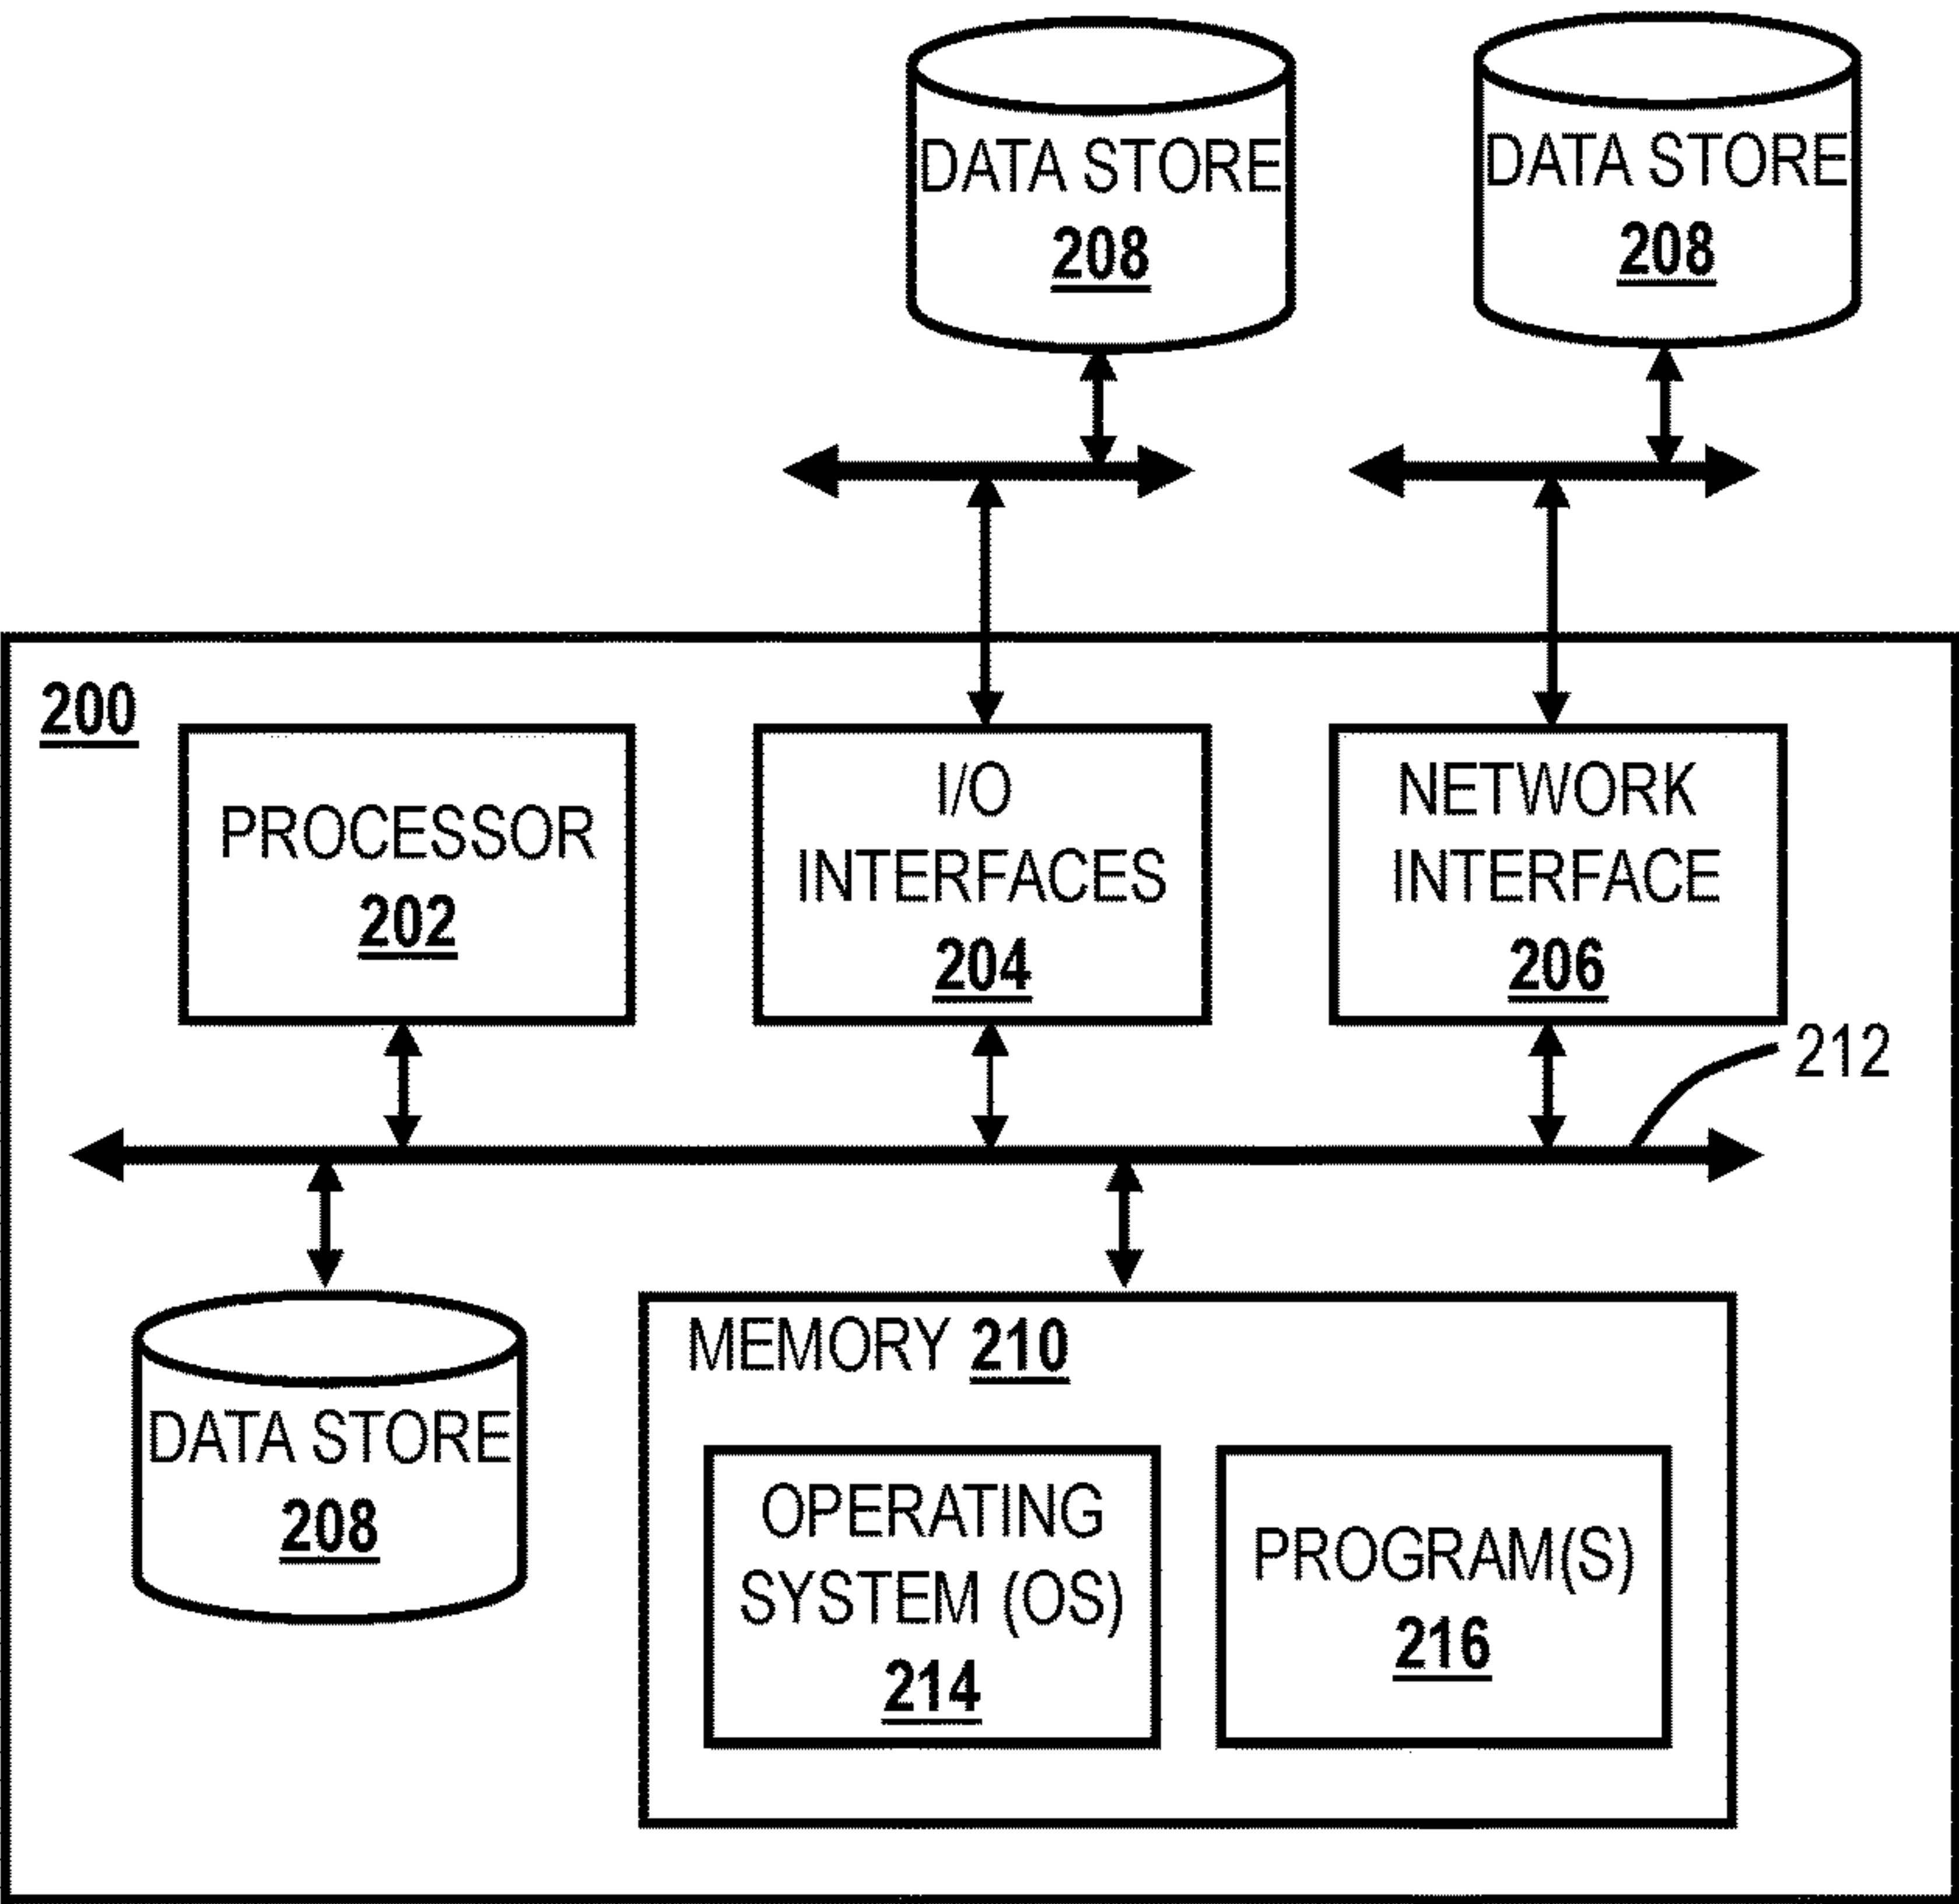 DATA STORE
208
DATA STORE
208
200
PROCESSOR
202
I/O
INTERFACES
204
NETWORK
INTERFACE
206
212
DATA STORE
208
MEMORY 210
OPERATING
SYSTEM (OS)
214
PROGRAM(S)
216